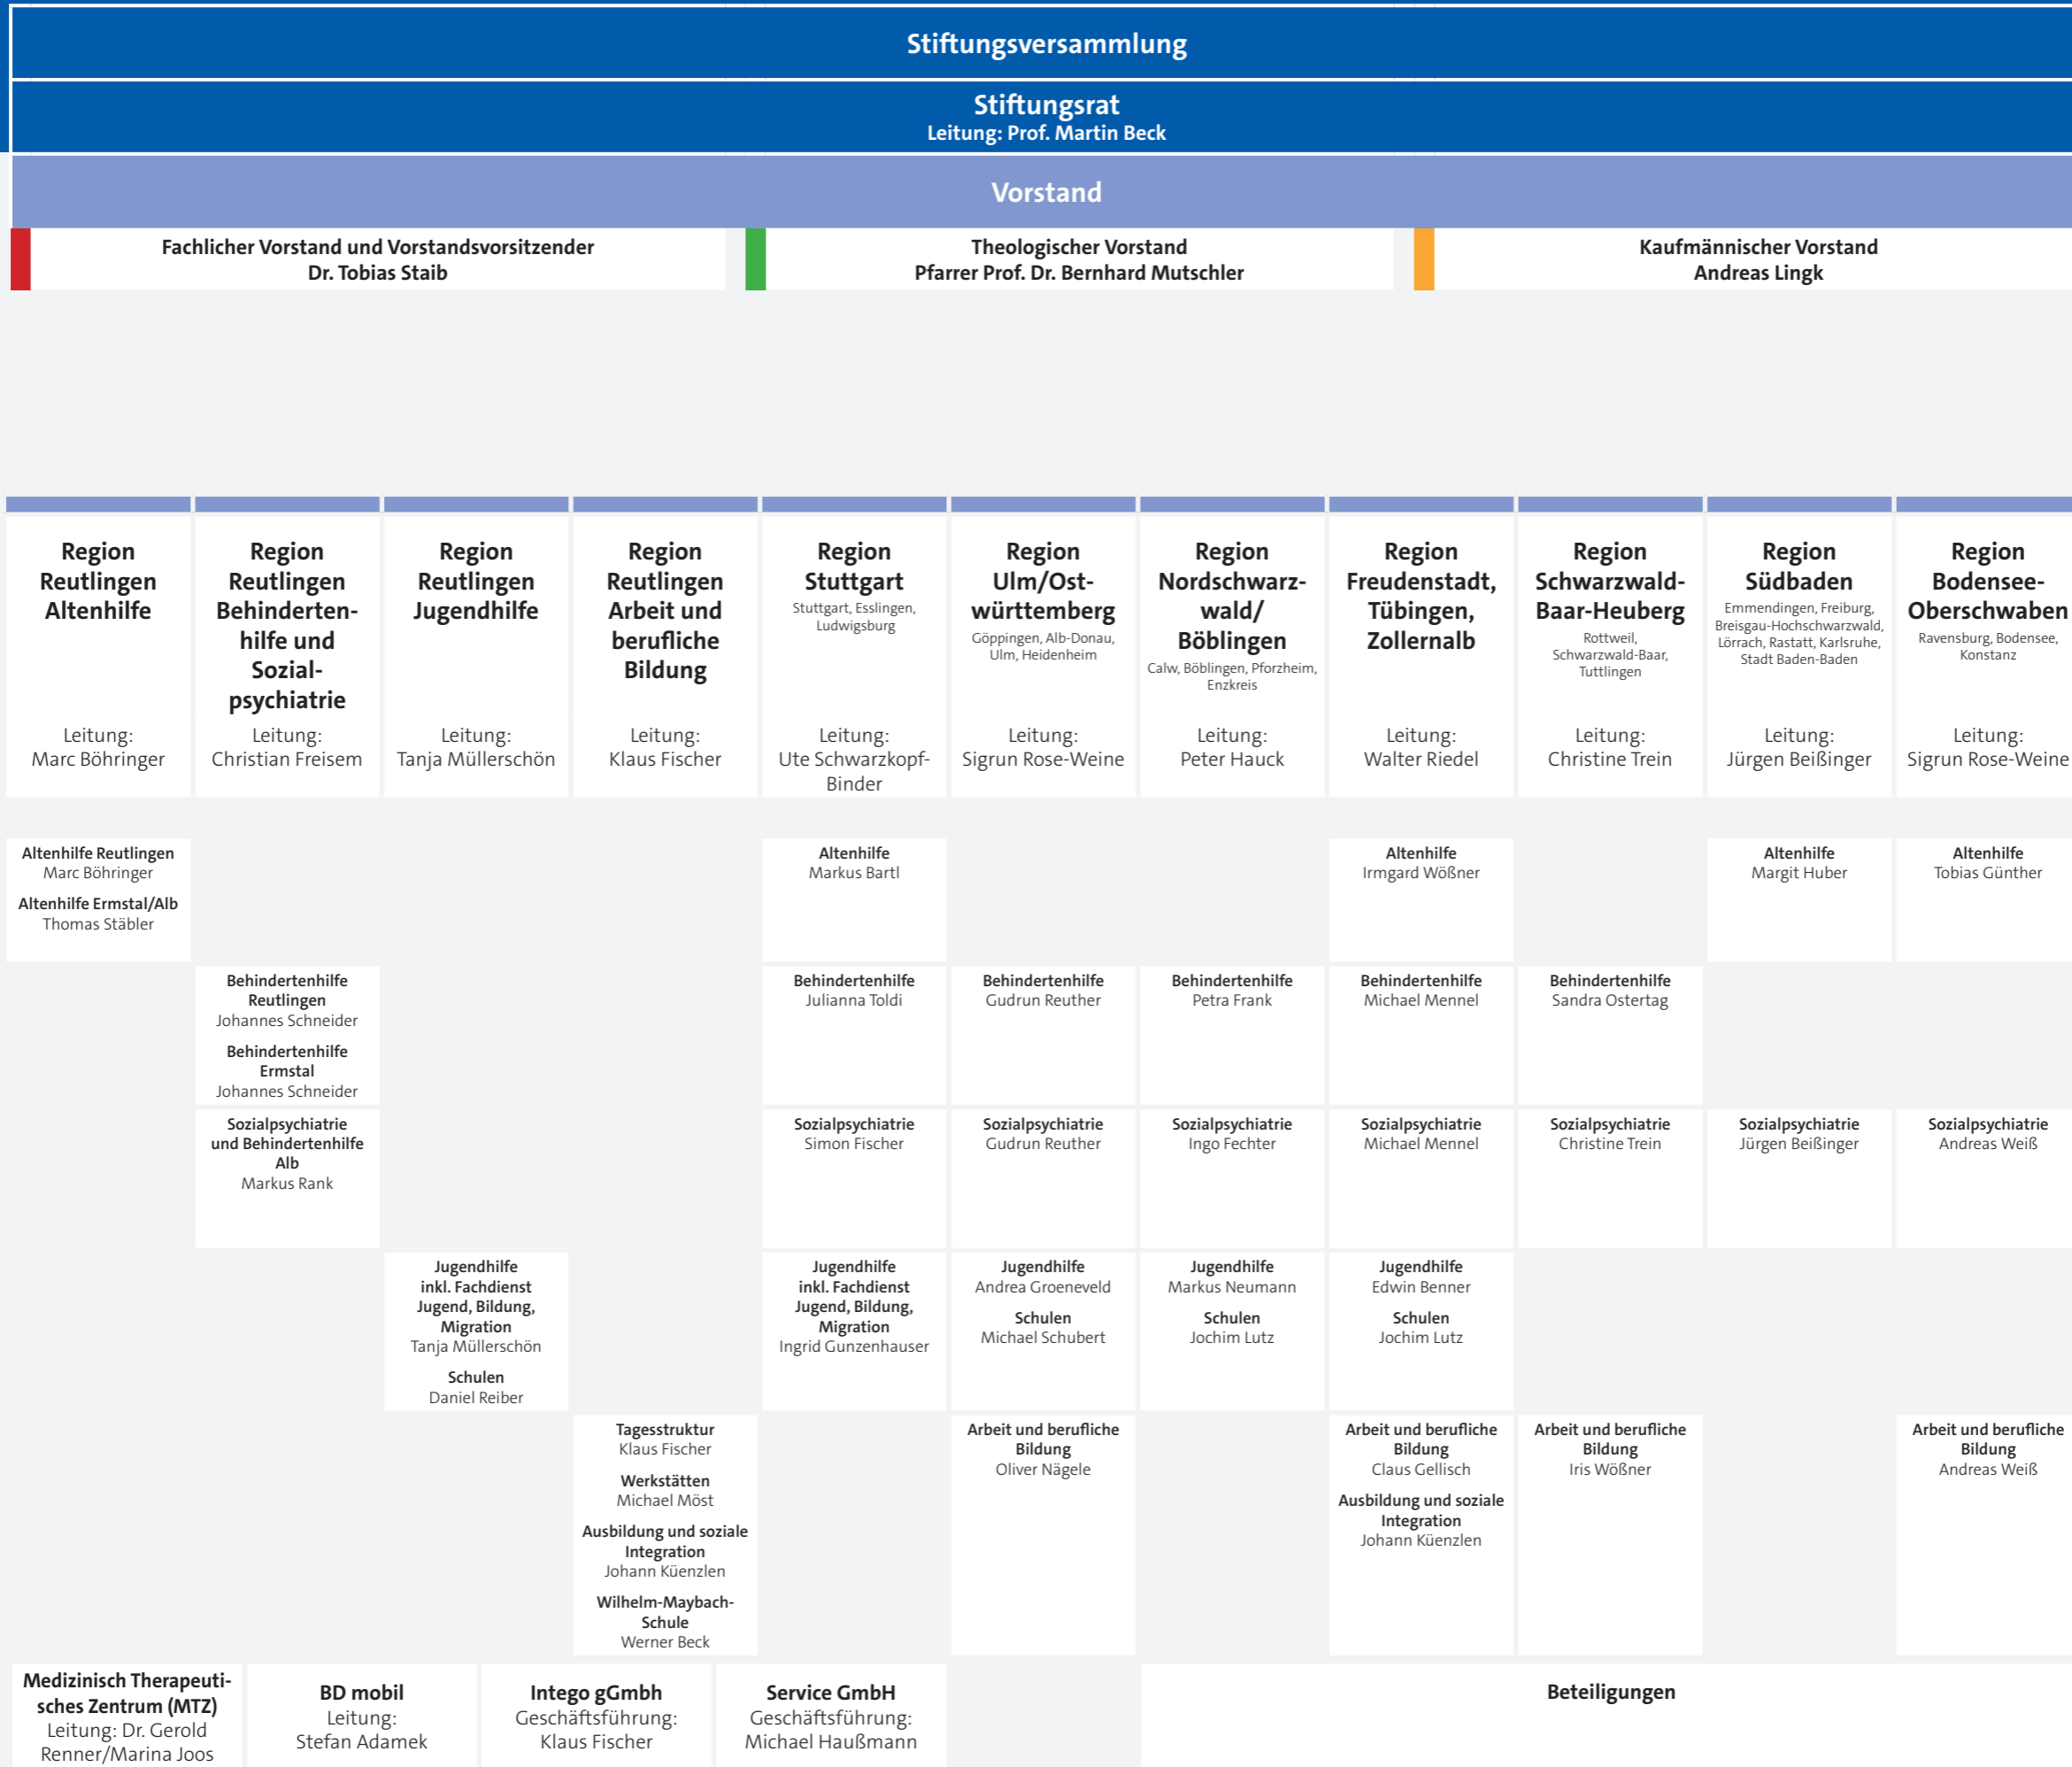 Stiftungsversammlung
Stiftungsrat
Leitung: Prof. Martin Beck
Vorstand
Fachlicher Vorstand und Vorstandsvorsitzender
Dr. Tobias Staib
Theologischer Vorstand
Pfarrer Prof. Dr. Bernhard Mutschler
Kaufmännischer Vorstand
Andreas Lingk
Region
Reutlingen
Altenhilfe
Leitung:
Marc Böhringer
Region
Reutlingen
Behinderten-
hilfe und
Sozial-
psychiatrie
Leitung:
Christian Freisem
Region
Reutlingen
Jugendhilfe
Leitung:
Tanja Müllerschön
Region
Reutlingen
Arbeit und
berufliche
Bildung
Leitung:
Klaus Fischer
Region
Stuttgart
Stuttgart, Esslingen,
Ludwigsburg
Leitung:
Ute Schwarzkopf-
Binder
Region
Ulm/Ost-
württemberg
Göppingen, Alb-Donau,
Ulm, Heidenheim
Leitung:
Sigrun Rose-Weine
Region
Nordschwarz-
wald/
Böblingen
Calw, Böblingen, Pforzheim,
Enzkreis
Leitung:
Peter Hauck
Region
Freudenstadt,
Tübingen,
Zollernalb
Leitung:
Walter Riedel
Region
Schwarzwald-
Baar-Heuberg
Rottweil,
Schwarzwald-Baar,
Tuttlingen
Leitung:
Christine Trein
Region
Südbaden
Emmendingen, Freiburg,
Breisgau-Hochschwarzwald,
Lörrach, Rastatt, Karlsruhe,
Stadt Baden-Baden
Leitung:
Jürgen Beißinger
Region
Bodensee-
Oberschwaben
Ravensburg, Bodensee,
Konstanz
Leitung:
Sigrun Rose-Weine
Altenhilfe Reutlingen
Marc Böhringer
Altenhilfe Ermstal/Alb
Thomas Stäbler
Altenhilfe
Markus Bartl
Altenhilfe
Irmgard Wößner
Altenhilfe
Margit Huber
Altenhilfe
Tobias Günther
Behindertenhilfe
Reutlingen
Johannes Schneider
Behindertenhilfe
Ermstal
Johannes Schneider
Behindertenhilfe
Julianna Toldi
Behindertenhilfe
Gudrun Reuther
Behindertenhilfe
Petra Frank
Behindertenhilfe
Michael Mennel
Behindertenhilfe
Sandra Ostertag
Sozialpsychiatrie
und Behindertenhilfe
Alb
Markus Rank
Sozialpsychiatrie
Simon Fischer
Sozialpsychiatrie
Gudrun Reuther
Sozialpsychiatrie
Ingo Fechter
Sozialpsychiatrie
Michael Mennel
Sozialpsychiatrie
Christine Trein
Sozialpsychiatrie
Jürgen Beißinger
Sozialpsychiatrie
Andreas Weiß
Jugendhilfe
inkl. Fachdienst
Jugend, Bildung,
Migration
Tanja Müllerschön
Schulen
Daniel Reiber
Jugendhilfe
inkl. Fachdienst
Jugend, Bildung,
Migration
Ingrid Gunzenhauser
Jugendhilfe
Andrea Groeneveld
Schulen
Michael Schubert
Jugendhilfe
Markus Neumann
Schulen
Jochim Lutz
Jugendhilfe
Edwin Benner
Schulen
Jochim Lutz
Tagesstruktur
Klaus Fischer
Werkstätten
Michael Möst
Ausbildung und soziale
Integration
Johann Küenzlen
Wilhelm-Maybach-
Schule
Werner Beck
Arbeit und berufliche
Bildung
Oliver Nägele
Arbeit und berufliche
Bildung
Claus Gellisch
Ausbildung und soziale
Integration
Johann Küenzlen
Arbeit und berufliche
Bildung
Iris Wößner
Arbeit und berufliche
Bildung
Andreas Weiß
Medizinisch Therapeuti-
sches Zentrum (MTZ)
Leitung: Dr. Gerold
Renner/Marina Joos
BD mobil
Leitung:
Stefan Adamek
Intego gGmbh
Geschäftsführung:
Klaus Fischer
Service GmbH
Geschäftsführung:
Michael Haußmann
Beteiligungen